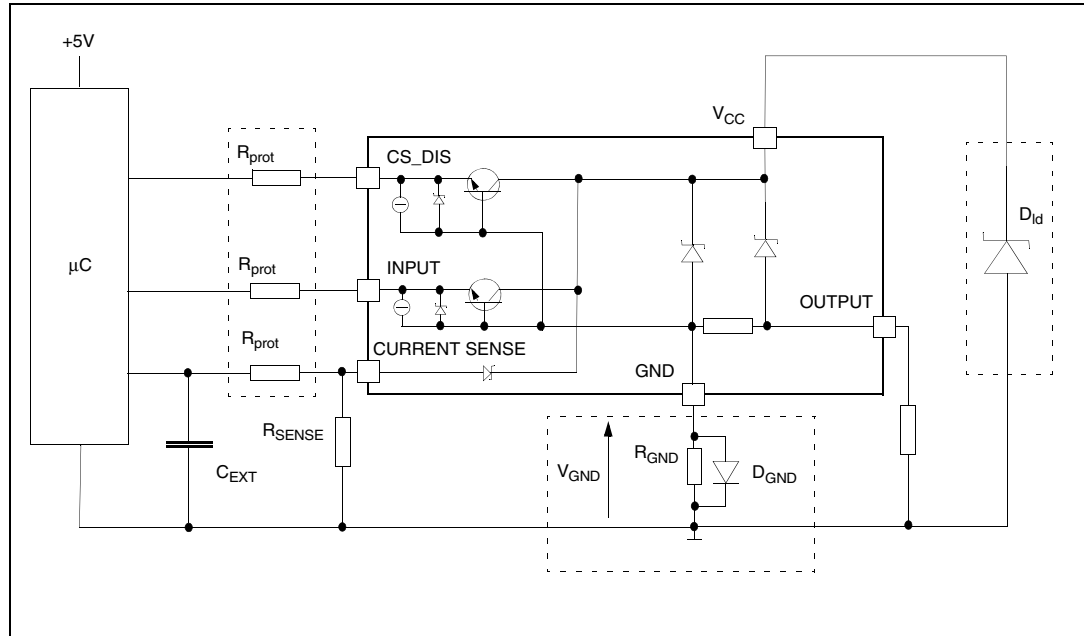 +5V
V_CC
R_prot
CS_DIS
D_ld
μC
R_prot
INPUT
OUTPUT
R_prot
CURRENT SENSE
GND
R_SENSE
R_GND
C_EXT
V_GND
D_GND